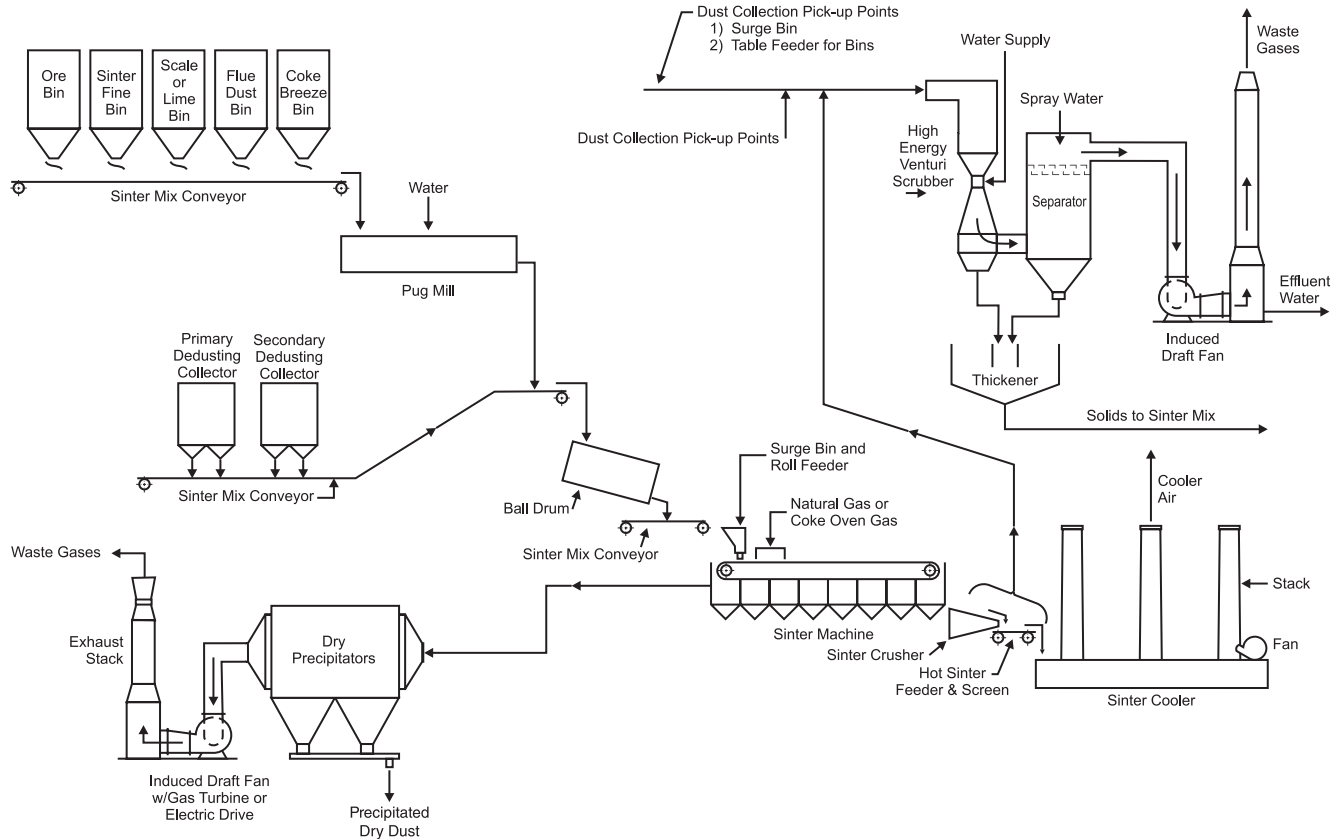 Dust Collection Pick-up Points
1) Surge Bin
2) Table Feeder for Bins
Water Supply
Waste
Gases
Ore
Bin
Sinter
Fine
Bin
Scale
or
Lime
Bin
Flue
Dust
Bin
Coke
Breeze
Bin
Spray Water
Dust Collection Pick-up Points
High
Energy
Venturi
Scrubber
Sinter Mix Conveyor
Water
Separator
Pug Mill
Effluent
Water
Induced
Draft Fan
Primary
Dedusting
Collector
Secondary
Dedusting
Collector
Thickener
Solids to Sinter Mix
Surge Bin and
Roll Feeder
Sinter Mix Conveyor
Cooler
Air
Ball Drum
Natural Gas or
Coke Oven Gas
Sinter Mix Conveyor
Waste Gases
Stack
Sinter Machine
Exhaust
Stack
Dry
Precipitators
Sinter Crusher
Fan
Hot Sinter
Feeder & Screen
Sinter Cooler
Induced Draft Fan
w/Gas Turbine or
Electric Drive
Precipitated
Dry Dust